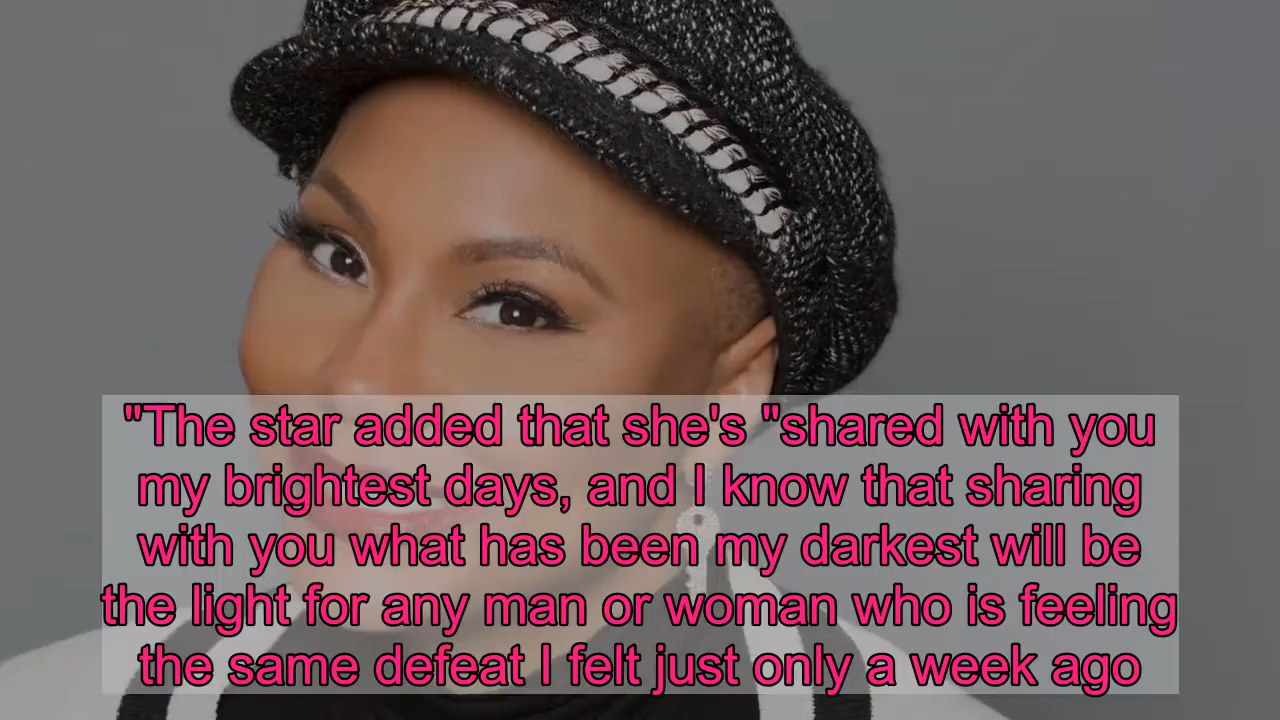 "The star added that she's "shared with you
my brightest days, and I know that sharing
with you what has been my darkest will be
the light for any man or woman who is feeling
the same defeat I felt just only a week ago